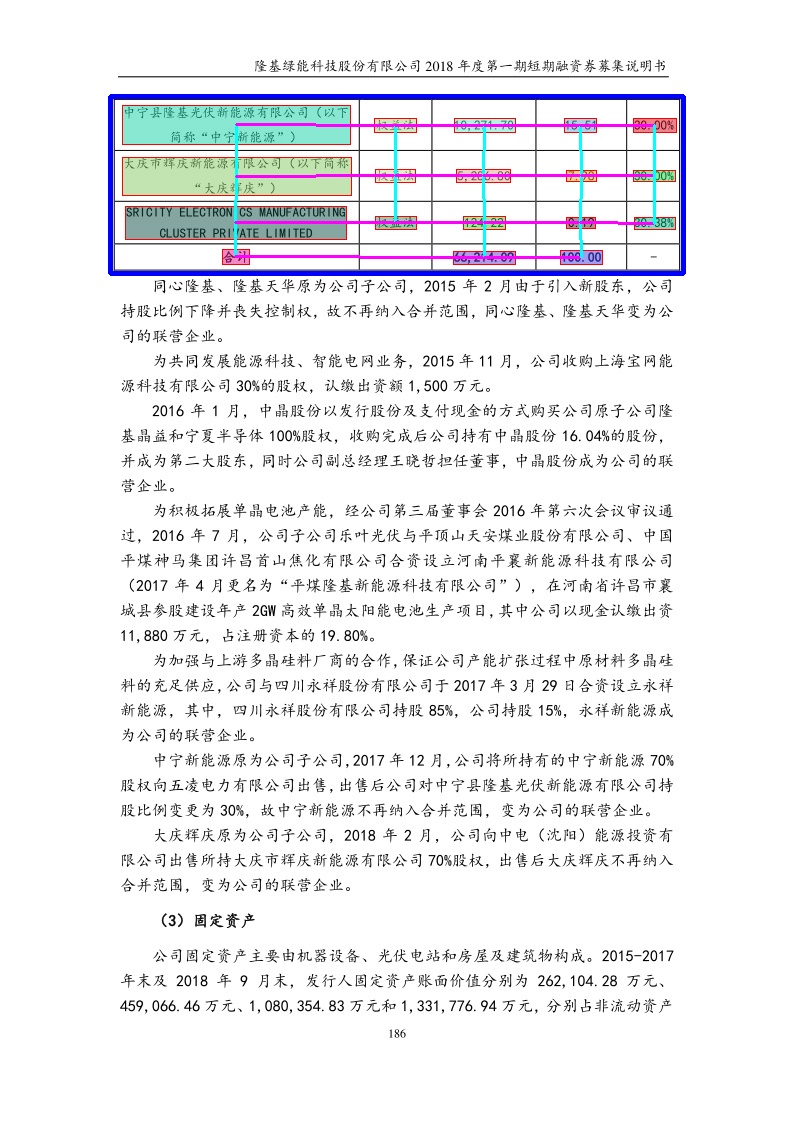 隆基绿能科技股份有限公司 2018 年度第一期短期融资券募集说明书
中宁县隆基光伏新能源有限公司（以下
简称“中宁新能源”） 权益法 10,271.70 15.51 30.00%
大庆市辉庆新能源有限公司（以下简称
“大庆辉庆”） 权益法 7.98 30.00%
SRICITY ELECTRONICS MANUFACTURING
CLUSTER PRIVATE LIMITED 权益法 124.22 0.19 30.38%
合计 66,214.09 100.00 -
同心隆基、隆基天华原为公司子公司，2015 年 2 月由于引入新股东，公司
持股比例下降并丧失控制权，故不再纳入合并范围，同心隆基、隆基天华变为公
司的联营企业。
为共同发展能源科技、智能电网业务，2015 年 11 月，公司收购上海宝网能
源科技有限公司 30%的股权，认缴出资额 1,500 万元。
2016 年 1 月，中晶股份以发行股份及支付现金的方式购买公司原子公司隆
基晶益和宁夏半导体 100%股权，收购完成后公司持有中晶股份 16.04%的股份，
并成为第二大股东，同时公司副总经理王晓哲担任董事，中晶股份成为公司的联
营企业。
为积极拓展单晶电池产能，经公司第三届董事会 2016 年第六次会议审议通
过，2016 年 7 月，公司子公司乐叶光伏与平顶山天安煤业股份有限公司、中国
平煤神马集团许昌首山焦化有限公司合资设立河南平襄新能源科技有限公司
（2017 年 4 月更名为“平煤隆基新能源科技有限公司”），在河南省许昌市襄
城县参股建设年产 2GW 高效单晶太阳能电池生产项目，其中公司以现金认缴出资
11,880 万元，占注册资本的 19.80%。
为加强与上游多晶硅料厂商的合作，保证公司产能扩张过程中原材料多晶硅
料的充足供应，公司与四川永祥股份有限公司于 2017 年 3 月 29 日合资设立永祥
新能源，其中，四川永祥股份有限公司持股 85%，公司持股 15%，永祥新能源成
为公司的联营企业。
中宁新能源原为公司子公司，2017 年 12 月，公司将所持有的中宁新能源 70%
股权向五凌电力有限公司出售，出售后公司对中宁县隆基光伏新能源有限公司持
股比例变更为 30%，故中宁新能源不再纳入合并范围，变为公司的联营企业。
大庆辉庆原为公司子公司，2018 年 2 月，公司向中电（沈阳）能源投资有
限公司出售所持大庆市辉庆新能源有限公司 70%股权，出售后大庆辉庆不再纳入
合并范围，变为公司的联营企业。
（3）固定资产
公司固定资产主要由机器设备、光伏电站和房屋及建筑物构成。2015-2017
年末及 2018 年 9 月末，发行人固定资产账面价值分别为 262,104.28 万元、
459,066.46 万元、1,080,354.83 万元和 1,331,776.94 万元，分别占非流动资产
186